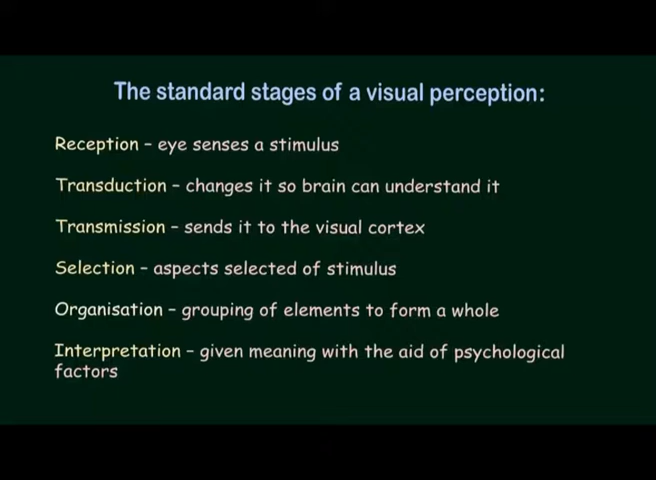 The standard stages of a visual perception:
Reception – eye senses a stimulus
Transduction – changes it so brain can understand it
Transmission – sends it to the visual cortex
Selection – aspects selected of stimulus
Organisation – grouping of elements to form a whole
Interpretation – given meaning with the aid of psychological
factors